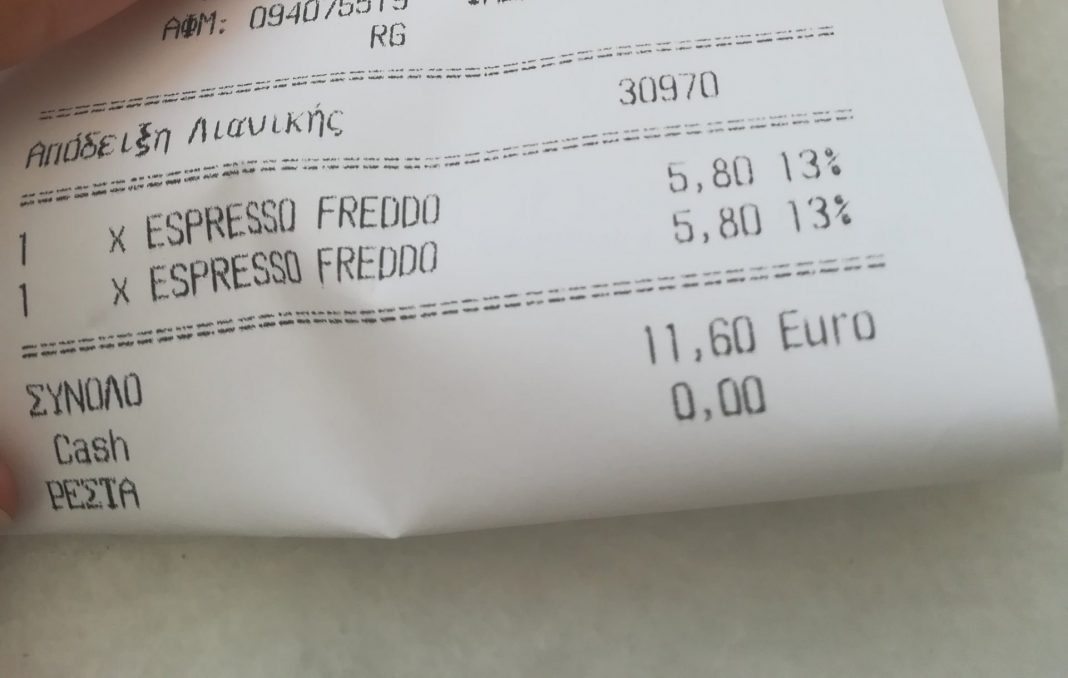 ΑΦΜ: 094075519
RG
Απόδειξη Λιανικής 30970
1 X ESPRESSO FREDDO 5,80 13%
1 X ESPRESSO FREDDO 5,80 13%
ΣΥΝΟΛΟ 11,60 Euro
Cash 0,00
ΡΕΣΤΑ